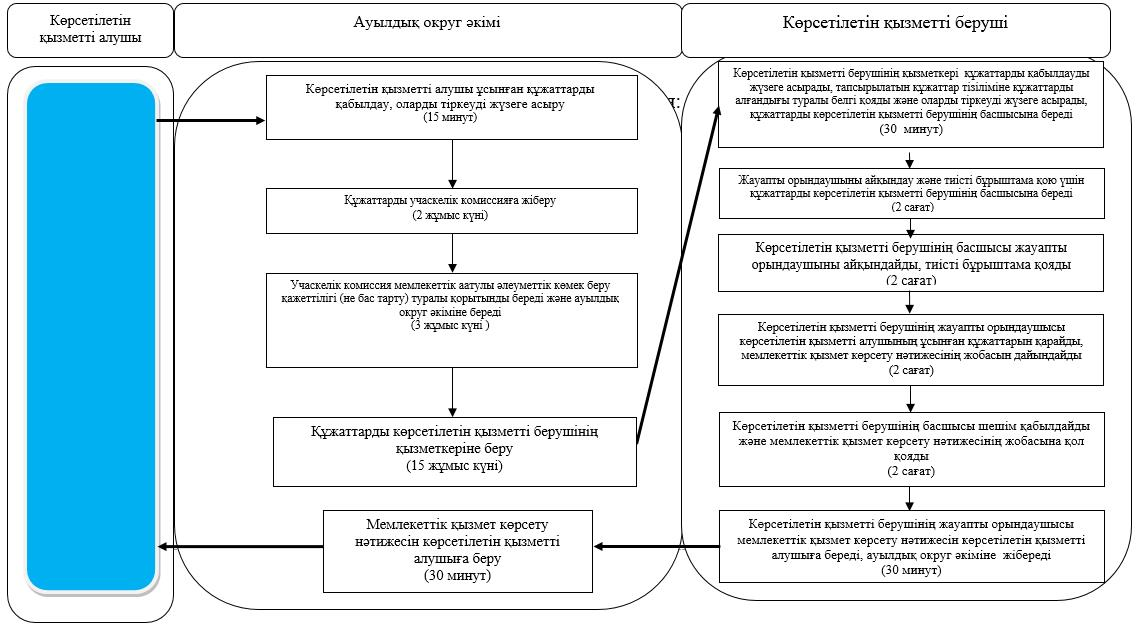 Көрсетілетін
қызметті алушы
Ауылдық округ әкімі
Көрсетілетін қызметті беруші
Көрсетілетін қызметті алушы ұсынған құжаттарды
қабылдау, оларды тіркеуді жүзеге асыру
(15 минут)
Құжаттарды учаскелік комиссияға жіберу
(2 жұмыс күні)
Учаскелік комиссия мемлекеттік аатулы әлеуметтік көмек беру
қажеттілігі (не бас тарту) туралы қорытынды береді және ауылдық
округ әкіміне береді
(3 жұмыс күні )
Құжаттарды көрсетілетін қызметті берушінің
қызметкеріне беру
(15 жұмыс күні)
Көрсетілетін қызметті берушінің қызметкері құжаттарды қабылдауды
жүзеге асырады, тапсырылатын құжаттар тізіліміне құжаттарды
алғандығы туралы белгі қояды және оларды тіркеуді жүзеге асырады,
құжаттарды көрсетілетін қызметті берушінің басшысына береді
(30 минут)
Жауапты орындаушыны айқындау және тиісті бұрыштама қою үшін
құжаттарды көрсетілетін қызметті берушінің басшысына береді
(2 сағат)
Көрсетілетін қызметті берушінің басшысы жауапты
орындаушыны айқындайды, тиісті бұрыштама қояды
(2 сағат)
Көрсетілетін қызметті берушінің жауапты орындаушысы
көрсетілетін қызметті алушының ұсынған құжаттарын қарайды,
мемлекеттік қызмет көрсету нәтижесінің жобасын дайындайды
(2 сағат)
Көрсетілетін қызметті берушінің басшысы шешім қабылдайды
және мемлекеттік қызмет көрсету нәтижесінің жобасына қол
қояды
(2 сағат)
Көрсетілетін қызметті берушінің жауапты орындаушысы
мемлекеттік қызмет көрсету нәтижесін көрсетілетін қызметті
алушыға береді, ауылдық округ әкіміне жібереді
(30 минут)
Мемлекеттік қызмет көрсету
нәтижесін көрсетілетін қызметті
алушыға беру
(30 минут)